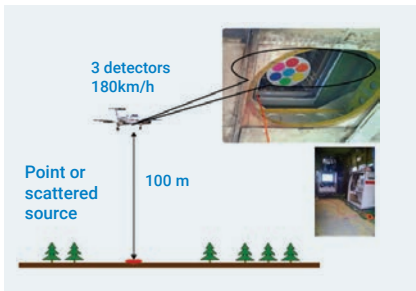 3 detectors
180km/h
Point or
scattered
source
100 m